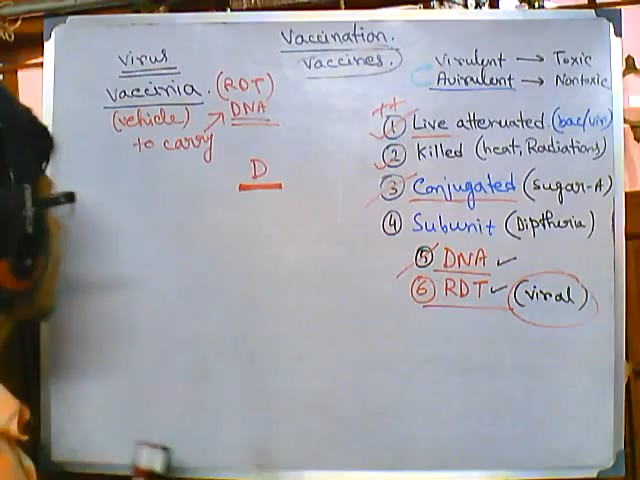 Vaccination.
Vaccines.
Virus
Vaccinia. (RDT)
(vehicle) → DNA
to carry
D
Virulent → Toxic
Avirulent → Nontoxic
++
① Live attenuated. (bac/vir)
② Killed (heat, Radiations)
③ Conjugated (Sugar-A)
④ Subunit (Diptheria)
⑤ DNA ✓
⑥ RDT ✓ (viral)